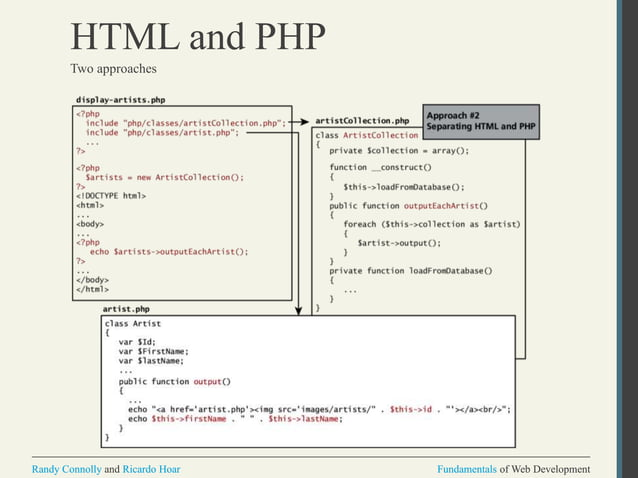 HTML and PHP
Two approaches
display-artists.php
<?php
include "php/classes/artistCollection.php";
include "php/classes/artist.php";
...
?>
<?php
$artists = new ArtistCollection();
?>
<!DOCTYPE html>
<html>
...
<body>
...
<?php
echo $artists->outputEachArtist();
?>
...
</body>
</html>
artistCollection.php
Approach #2
Separating HTML and PHP
class ArtistCollection
{
private $collection = array();
function __construct()
{
$this->loadFromDatabase();
}
public function outputEachArtist()
{
foreach ($this->collection as $artist)
{
$artist->output();
}
}
private function loadFromDatabase()
{
...
}
}
artist.php
class Artist
{
var $Id;
var $FirstName;
var $lastName;
...
public function output()
{
...
echo "<a href='artist.php'><img src='images/artists/" . $this->id . "'></a><br/>";
echo $this->firstName . " " . $this->lastName;
}
}
Randy Connolly and Ricardo Hoar
Fundamentals of Web Development